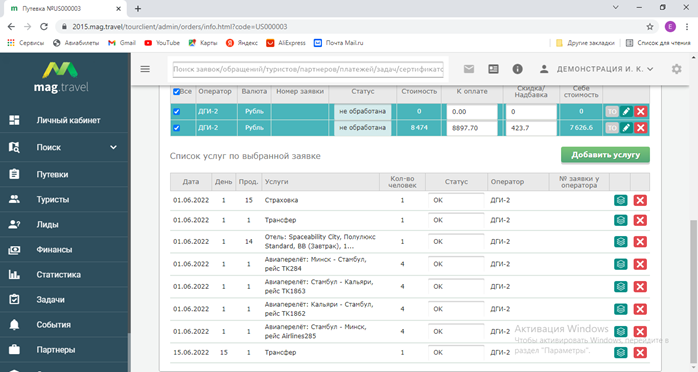 Путевка №US000003
2015.mag.travel/tourclient/admin/orders/info.html?code=US000003
E
Сервисы Авиабилеты Gmail YouTube Карты Яндекс AliExpress Почта Mail.ru Другие закладки Список для чтения
mag.travel
Поиск заявок/обращений/туристов/партнеров/платежей/задач/сертификатс
ДЕМОНСТРАЦИЯ И. К.
Личный кабинет
Поиск
Путевки
Туристы
Лиды
Финансы
Статистика
Задачи
События
Партнеры
Все Оператор Валюта Номер заявки Статус Стоимость К оплате Скидка/Надбавка Себе стоимость
ДГИ-2 Рубль не обработана 0 0.00 0 0 ТО
ДГИ-2 Рубль не обработана 8 474 8897.70 423.7 7 626.6 ТО
Список услуг по выбранной заявке
Добавить услугу
Дата День Прод. Услуги Кол-во человек Статус Оператор № заявки у оператора
01.06.2022 1 15 Страховка 1 OK ДГИ-2
01.06.2022 1 1 Трансфер 1 OK ДГИ-2
01.06.2022 1 14 Отель: Spaceability City, Полулюкс
Standard, BB (Завтрак), 1... 1 OK ДГИ-2
01.06.2022 1 1 Авиаперелёт: Минск - Стамбул,
рейс TK284 4 OK ДГИ-2
01.06.2022 1 1 Авиаперелёт: Стамбул - Кальяри,
рейс TK1863 4 OK ДГИ-2
01.06.2022 1 1 Авиаперелёт: Кальяри - Стамбул,
рейс TK1862 4 OK ДГИ-2
01.06.2022 1 1 Авиаперелёт: Стамбул - Минск,
рейс Airlines285 4 OK ДГИ-2
15.06.2022 15 1 Трансфер 1 OK ДГИ-2
Активация Windows
Чтобы активировать Windows, перейдите в
раздел "Параметры".